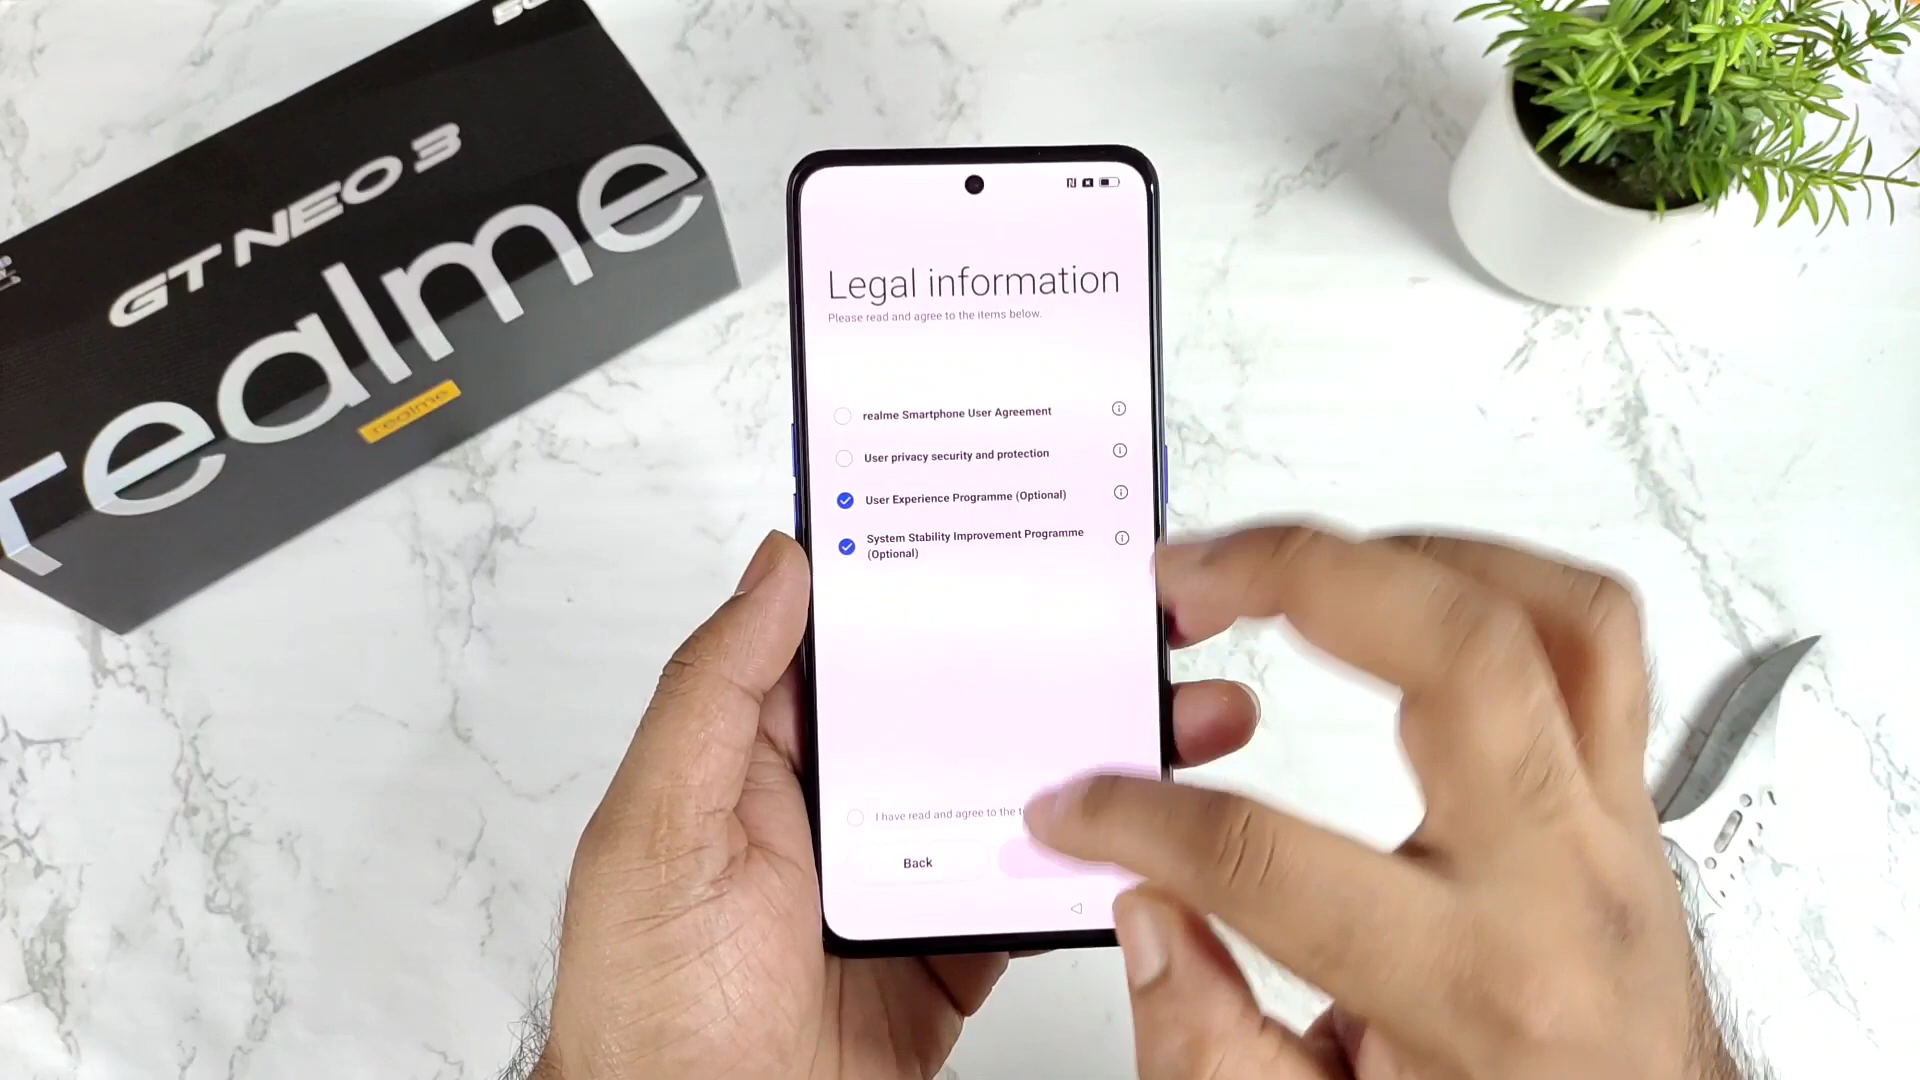 GT NEO 3
realme
realme
Legal information
Please read and agree to the items below.
realme Smartphone User Agreement
User privacy security and protection
User Experience Programme (Optional)
System Stability Improvement Programme
(Optional)
I have read and agree to the
Back